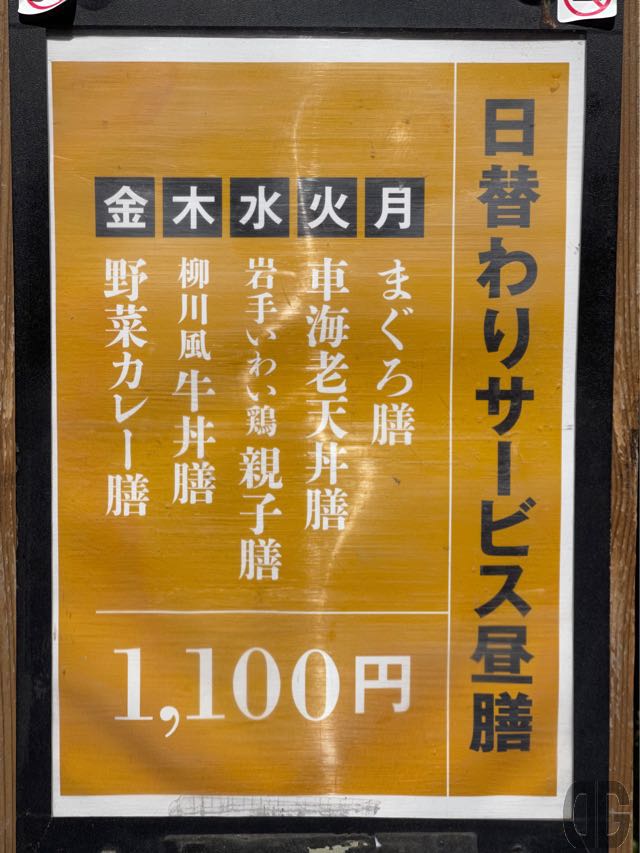 日替わりサービス昼膳
月
まぐろ膳
火
車海老天丼膳
水
岩手いわい鶏親子膳
木
柳川風牛丼膳
金
野菜カレー膳
1,100円